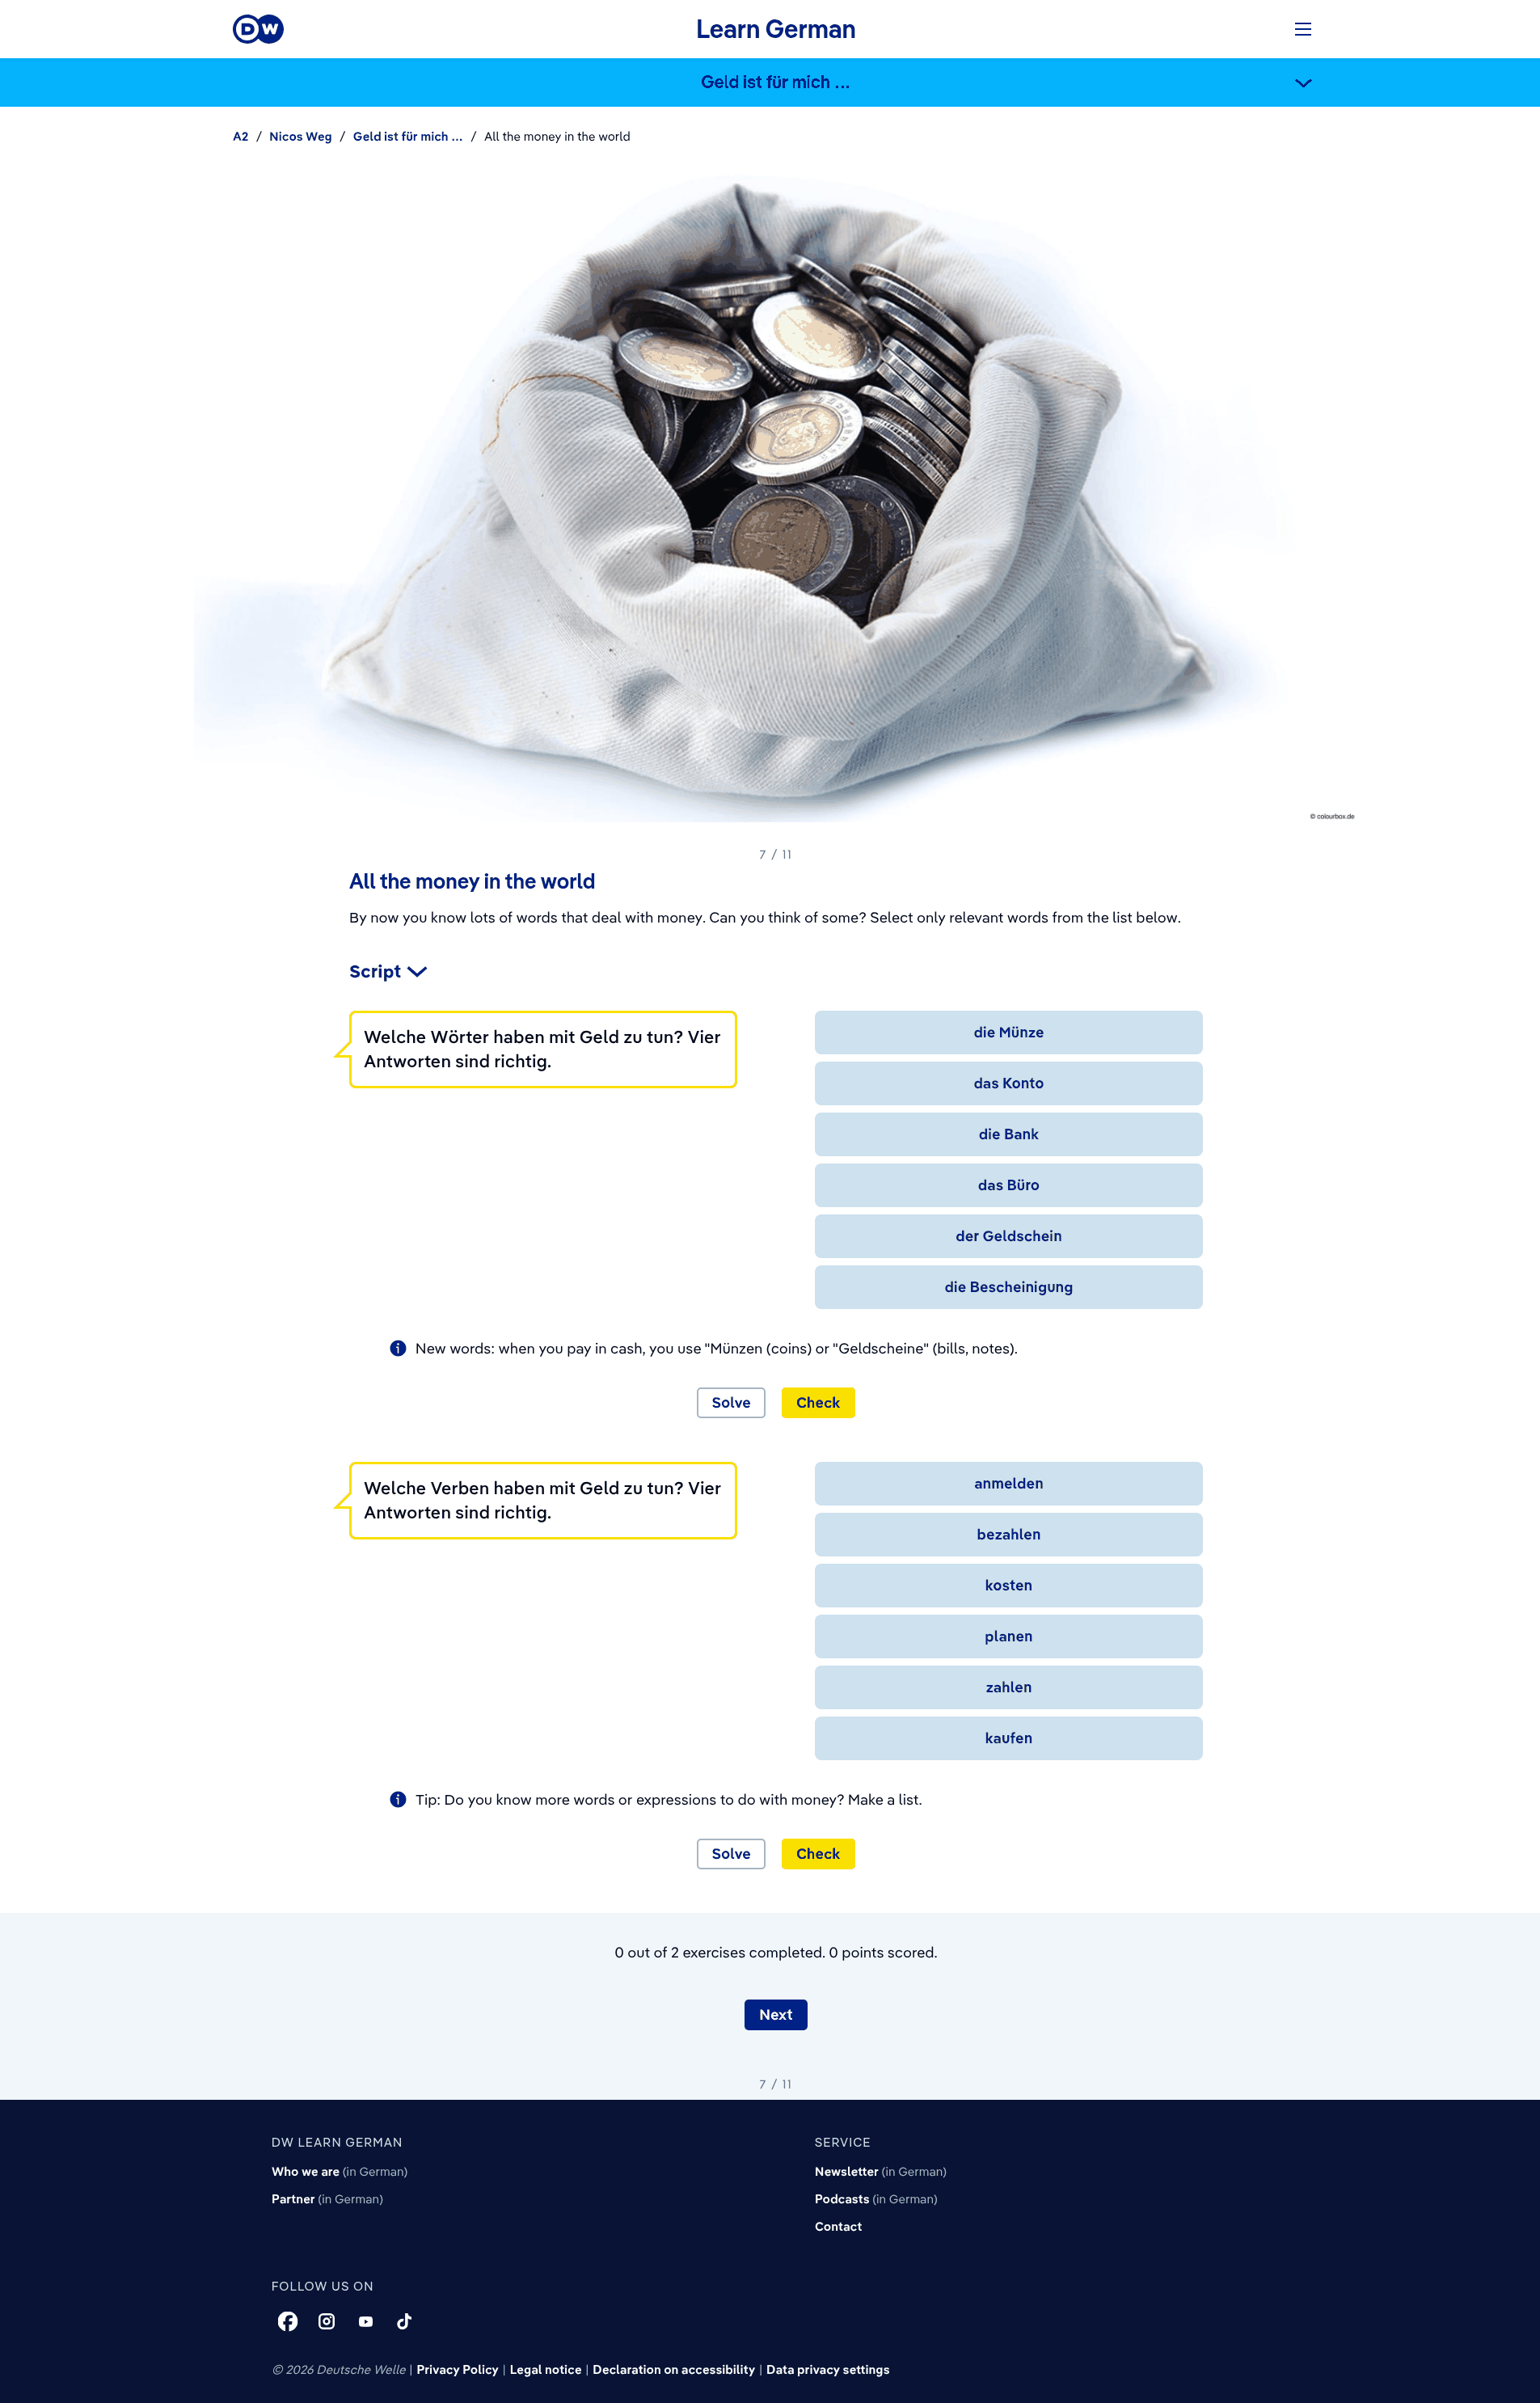 DW
Learn German
Geld ist für mich ...
A2 / Nicos Weg / Geld ist für mich ... / All the money in the world
© colourbox.de
7 / 11
All the money in the world
By now you know lots of words that deal with money. Can you think of some? Select only relevant words from the list below.
Script
Welche Wörter haben mit Geld zu tun? Vier
Antworten sind richtig.
die Münze
das Konto
die Bank
das Büro
der Geldschein
die Bescheinigung
New words: when you pay in cash, you use "Münzen (coins) or "Geldscheine" (bills, notes).
Solve Check
Welche Verben haben mit Geld zu tun? Vier
Antworten sind richtig.
anmelden
bezahlen
kosten
planen
zahlen
kaufen
Tip: Do you know more words or expressions to do with money? Make a list.
Solve Check
0 out of 2 exercises completed. 0 points scored.
Next
7 / 11
DW LEARN GERMAN
Who we are (in German)
Partner (in German)
SERVICE
Newsletter (in German)
Podcasts (in German)
Contact
FOLLOW US ON
© 2026 Deutsche Welle | Privacy Policy | Legal notice | Declaration on accessibility | Data privacy settings